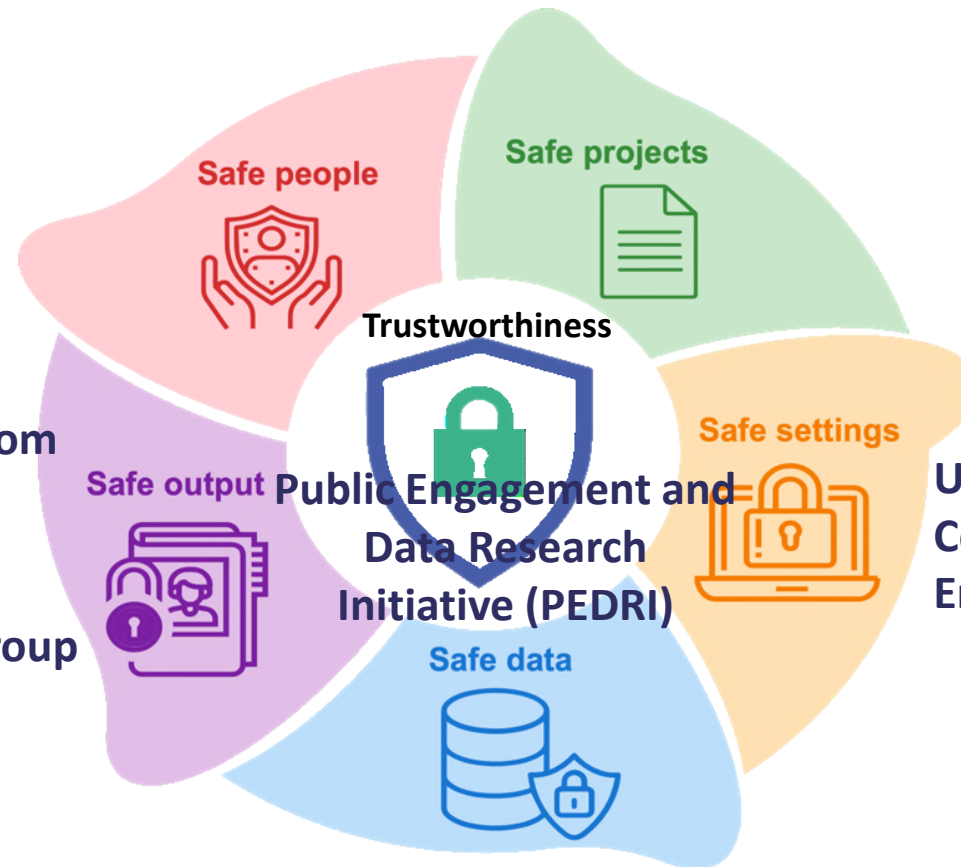 Safe projects
Safe people
Trustworthiness
Safe settings
Safe output
Public Engagement and
Data Research
Initiative (PEDRI)
Safe data